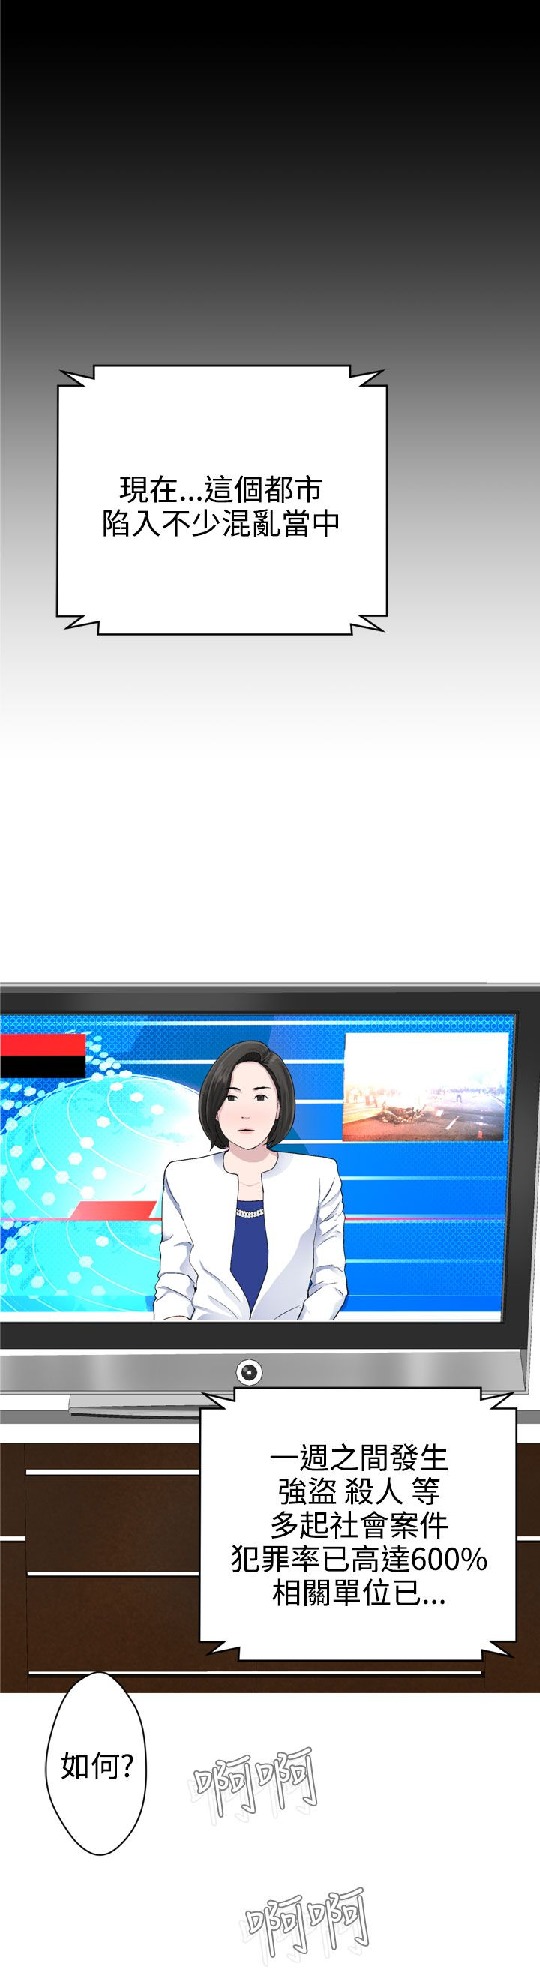 現在...這個都市
陷入不少混亂當中
一週之間發生
強盜 殺人 等
多起社會案件
犯罪率已高達600%
相關單位已...
如何?
啊啊
啊啊